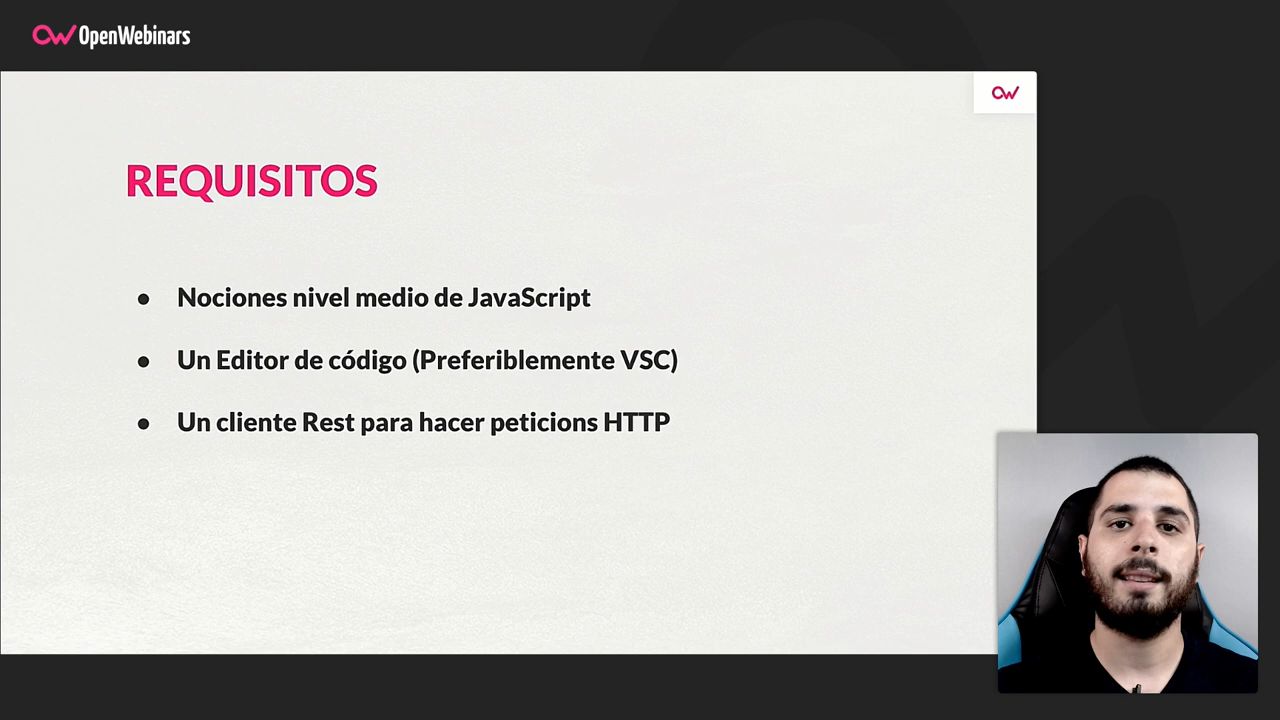 OpenWebinars
REQUISITOS
● Nociones nivel medio de JavaScript
● Un Editor de código (Preferiblemente VSC)
● Un cliente Rest para hacer peticions HTTP